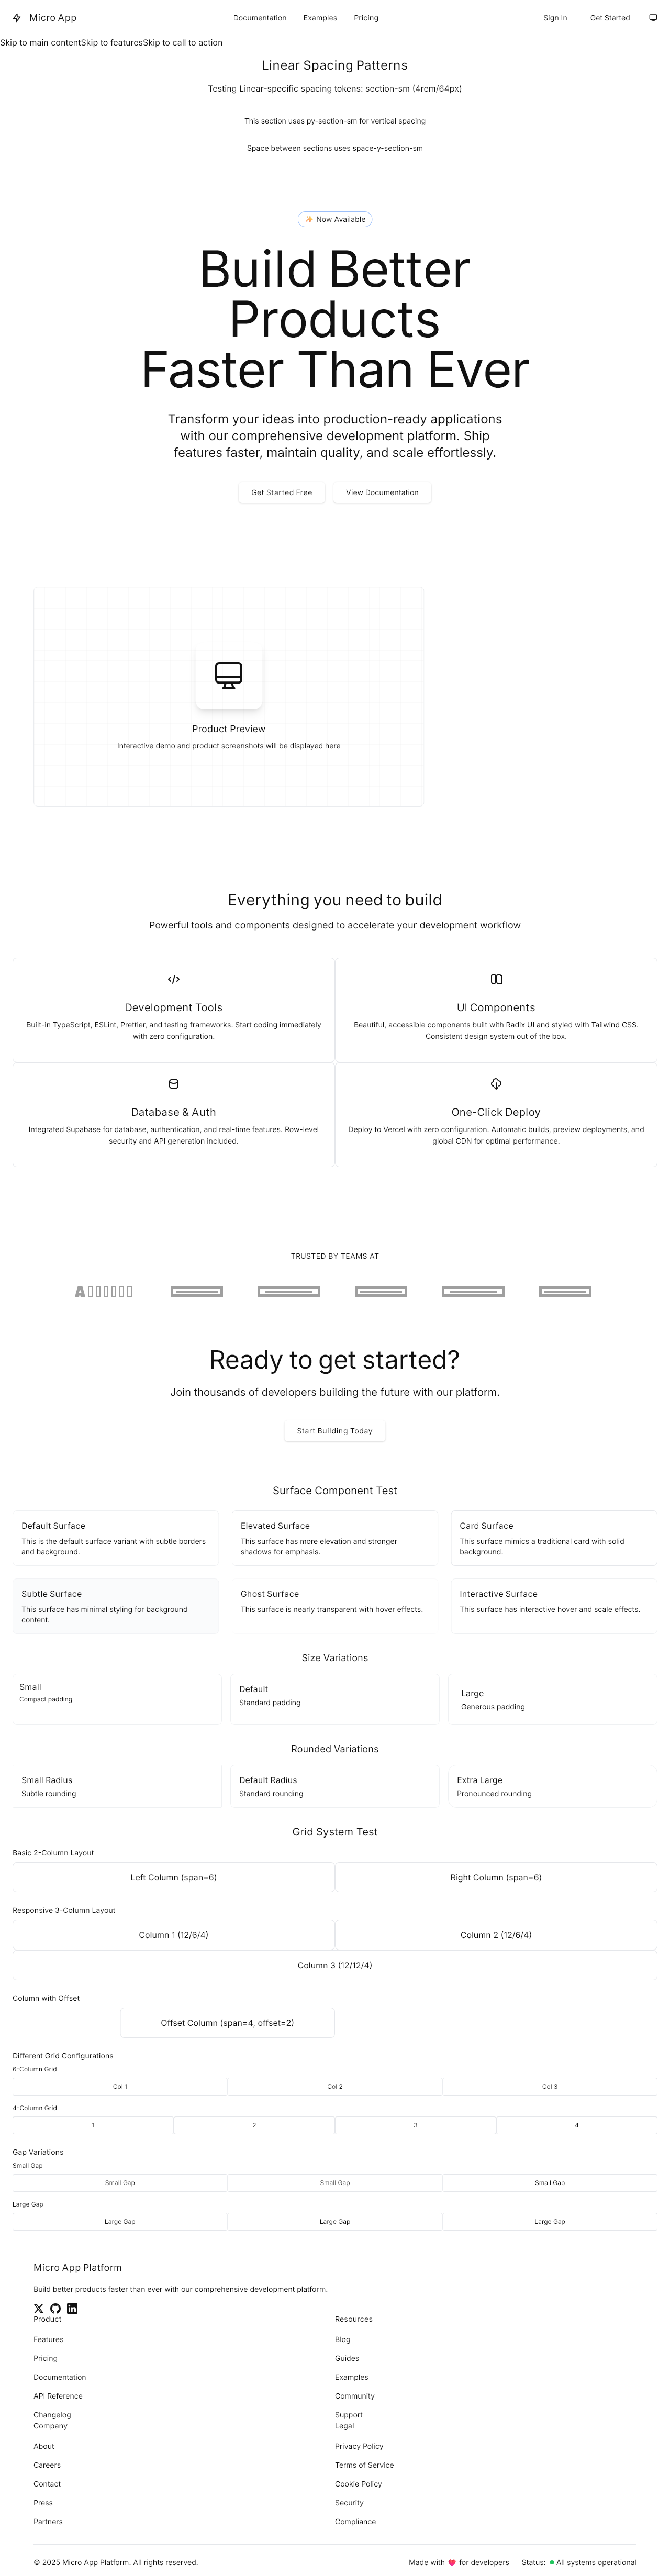 Micro App
Documentation Examples Pricing
Sign In Get Started
Skip to main contentSkip to featuresSkip to call to action
Linear Spacing Patterns
Testing Linear-specific spacing tokens: section-sm (4rem/64px)
This section uses py-section-sm for vertical spacing
Space between sections uses space-y-section-sm
✨ Now Available
Build Better
Products
Faster Than Ever
Transform your ideas into production-ready applications
with our comprehensive development platform. Ship
features faster, maintain quality, and scale effortlessly.
Get Started Free
View Documentation
Product Preview
Interactive demo and product screenshots will be displayed here
Everything you need to build
Powerful tools and components designed to accelerate your development workflow
Development Tools
Built-in TypeScript, ESLint, Prettier, and testing frameworks. Start coding immediately
with zero configuration.
UI Components
Beautiful, accessible components built with Radix UI and styled with Tailwind CSS.
Consistent design system out of the box.
Database & Auth
Integrated Supabase for database, authentication, and real-time features. Row-level
security and API generation included.
One-Click Deploy
Deploy to Vercel with zero configuration. Automatic builds, preview deployments, and
global CDN for optimal performance.
TRUSTED BY TEAMS AT
Ready to get started?
Join thousands of developers building the future with our platform.
Start Building Today
Surface Component Test
Default Surface
This is the default surface variant with subtle borders
and background.
Elevated Surface
This surface has more elevation and stronger
shadows for emphasis.
Card Surface
This surface mimics a traditional card with solid
background.
Subtle Surface
This surface has minimal styling for background
content.
Ghost Surface
This surface is nearly transparent with hover effects.
Interactive Surface
This surface has interactive hover and scale effects.
Size Variations
Small
Compact padding
Default
Standard padding
Large
Generous padding
Rounded Variations
Small Radius
Subtle rounding
Default Radius
Standard rounding
Extra Large
Pronounced rounding
Grid System Test
Basic 2-Column Layout
Left Column (span=6)
Right Column (span=6)
Responsive 3-Column Layout
Column 1 (12/6/4)
Column 2 (12/6/4)
Column 3 (12/12/4)
Column with Offset
Offset Column (span=4, offset=2)
Different Grid Configurations
6-Column Grid
Col 1
Col 2
Col 3
4-Column Grid
1
2
3
4
Gap Variations
Small Gap
Small Gap
Small Gap
Small Gap
Large Gap
Large Gap
Large Gap
Large Gap
Micro App Platform
Build better products faster than ever with our comprehensive development platform.
Product
Features
Pricing
Documentation
API Reference
Changelog
Resources
Blog
Guides
Examples
Community
Support
Company
About
Careers
Contact
Press
Partners
Legal
Privacy Policy
Terms of Service
Cookie Policy
Security
Compliance
© 2025 Micro App Platform. All rights reserved.
Made with ❤️ for developers
Status: All systems operational